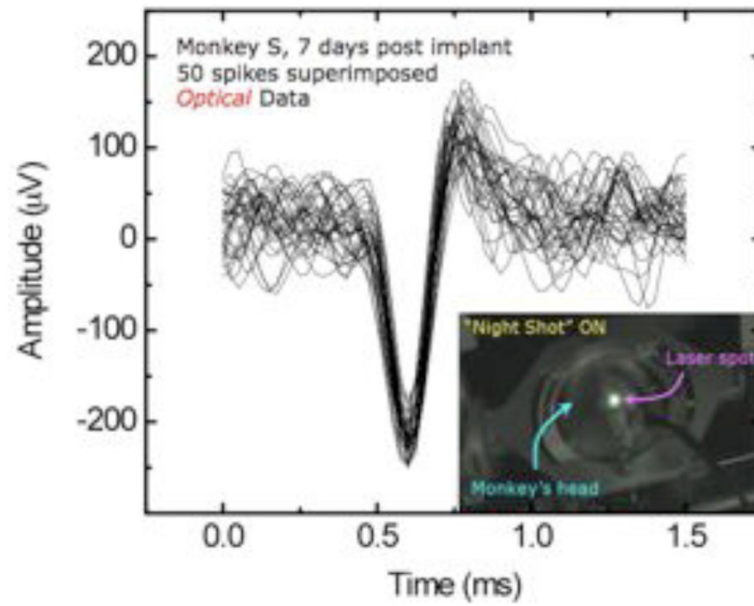 Monkey S, 7 days post implant
50 spikes superimposed
Optical Data
200
100
0
-100
-200
Amplitude (μV)
"Night Shot" ON
Laser spot
Monkey's head
0.0 0.5 1.0 1.5
Time (ms)